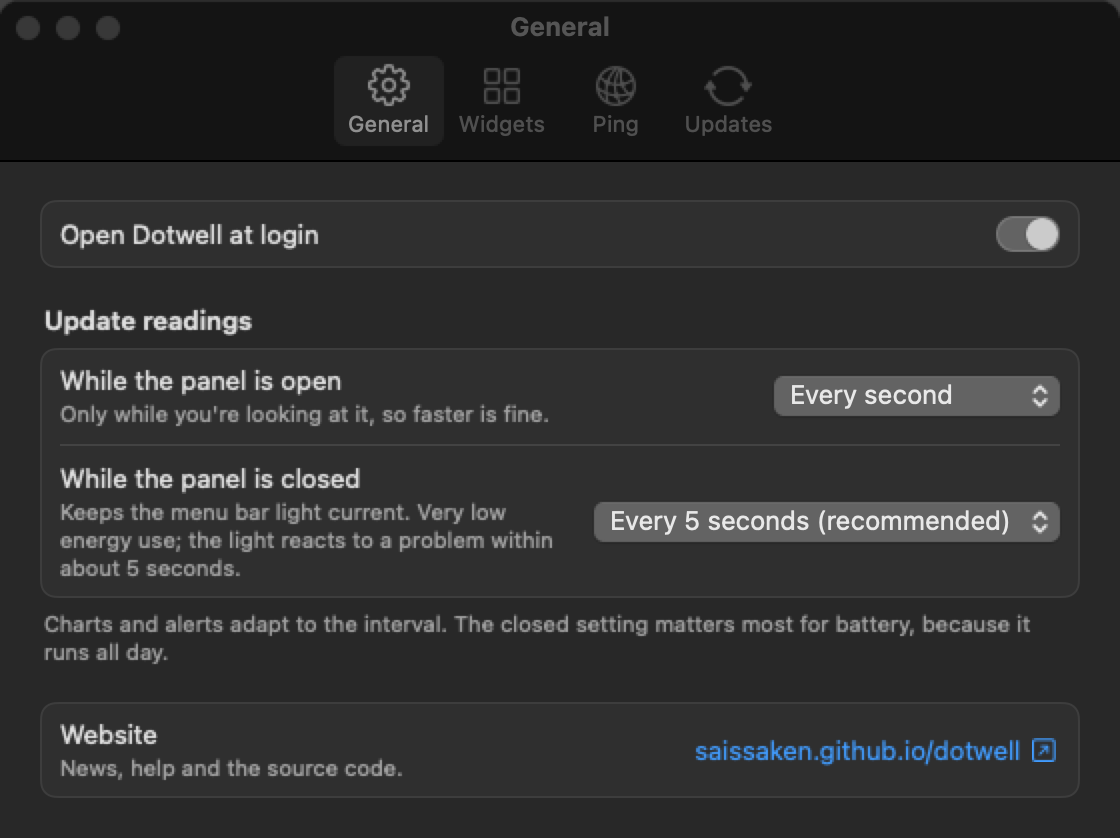 General
General
Widgets
Ping
Updates
Open Dotwell at login
Update readings
While the panel is open
Only while you're looking at it, so faster is fine.
Every second
While the panel is closed
Keeps the menu bar light current. Very low
energy use; the light reacts to a problem within
about 5 seconds.
Every 5 seconds (recommended)
Charts and alerts adapt to the interval. The closed setting matters most for battery, because it
runs all day.
Website
News, help and the source code.
saissaken.github.io/dotwell